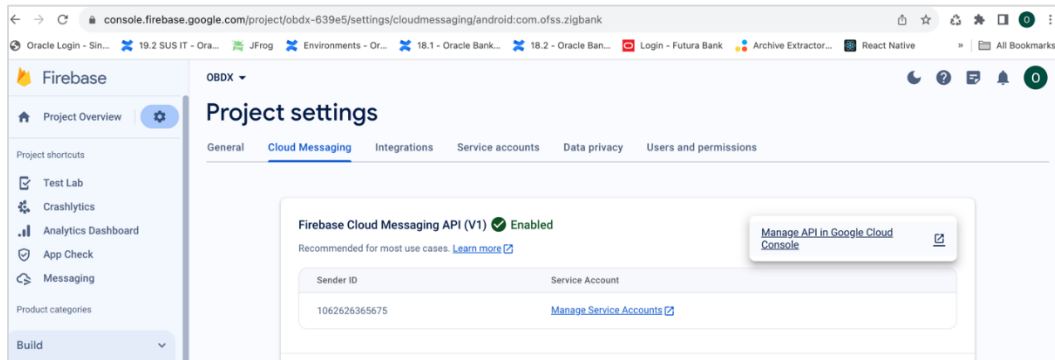 console.firebase.google.com/project/obdx-639e5/settings/cloudmessaging/android:com.ofss.zigbank
O
Oracle Login - Sin... 19.2 SUS IT - Ora... JFrog Environments - Or... 18.1 - Oracle Bank... 18.2 - Oracle Ban... Login - Futura Bank Archive Extractor... React Native » All Bookmarks
Firebase
OBDX
O
Project Overview
Project settings
Project shortcuts
General Cloud Messaging Integrations Service accounts Data privacy Users and permissions
Test Lab
Crashlytics
Analytics Dashboard
App Check
Messaging
Product categories
Build
Firebase Cloud Messaging API (V1) Enabled
Recommended for most use cases. Learn more
Manage API in Google Cloud
Console
Sender ID Service Account
1062626365675 Manage Service Accounts